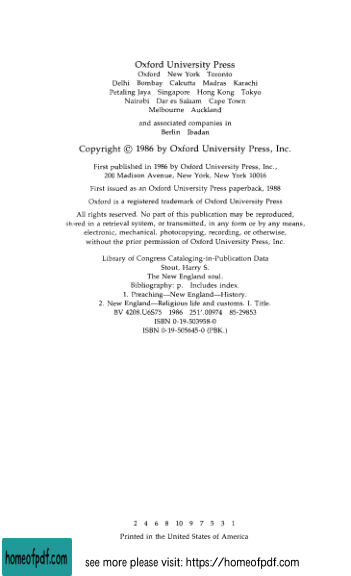 Oxford University Press
Oxford New York Toronto
Delhi Bombay Calcutta Madras Karachi
Petaling Jaya Singapore Hong Kong Tokyo
Nairobi Dar es Salaam Cape Town
Melbourne Auckland
and associated companies in
Berlin Ibadan
Copyright © 1986 by Oxford University Press, Inc.
First published in 1986 by Oxford University Press, Inc.,
200 Madison Avenue, New York, New York 10016
First issued as an Oxford University Press paperback, 1988
Oxford is a registered trademark of Oxford University Press
All rights reserved. No part of this publication may be reproduced,
stored in a retrieval system, or transmitted, in any form or by any means,
electronic, mechanical, photocopying, recording, or otherwise,
without the prior permission of Oxford University Press, Inc.
Library of Congress Cataloging-in-Publication Data
Stout, Harry S.
The New England soul.
Bibliography: p. Includes index.
1. Preaching—New England—History.
2. New England—Religious life and customs. I. Title.
BV 4208.U6S75 1986 251'.00974 85-29853
ISBN 0-19-503958-0
ISBN 0-19-505645-0 (PBK.)
2 4 6 8 10 9 7 5 3 1
Printed in the United States of America
homeofpdf.com
see more please visit: https://homeofpdf.com